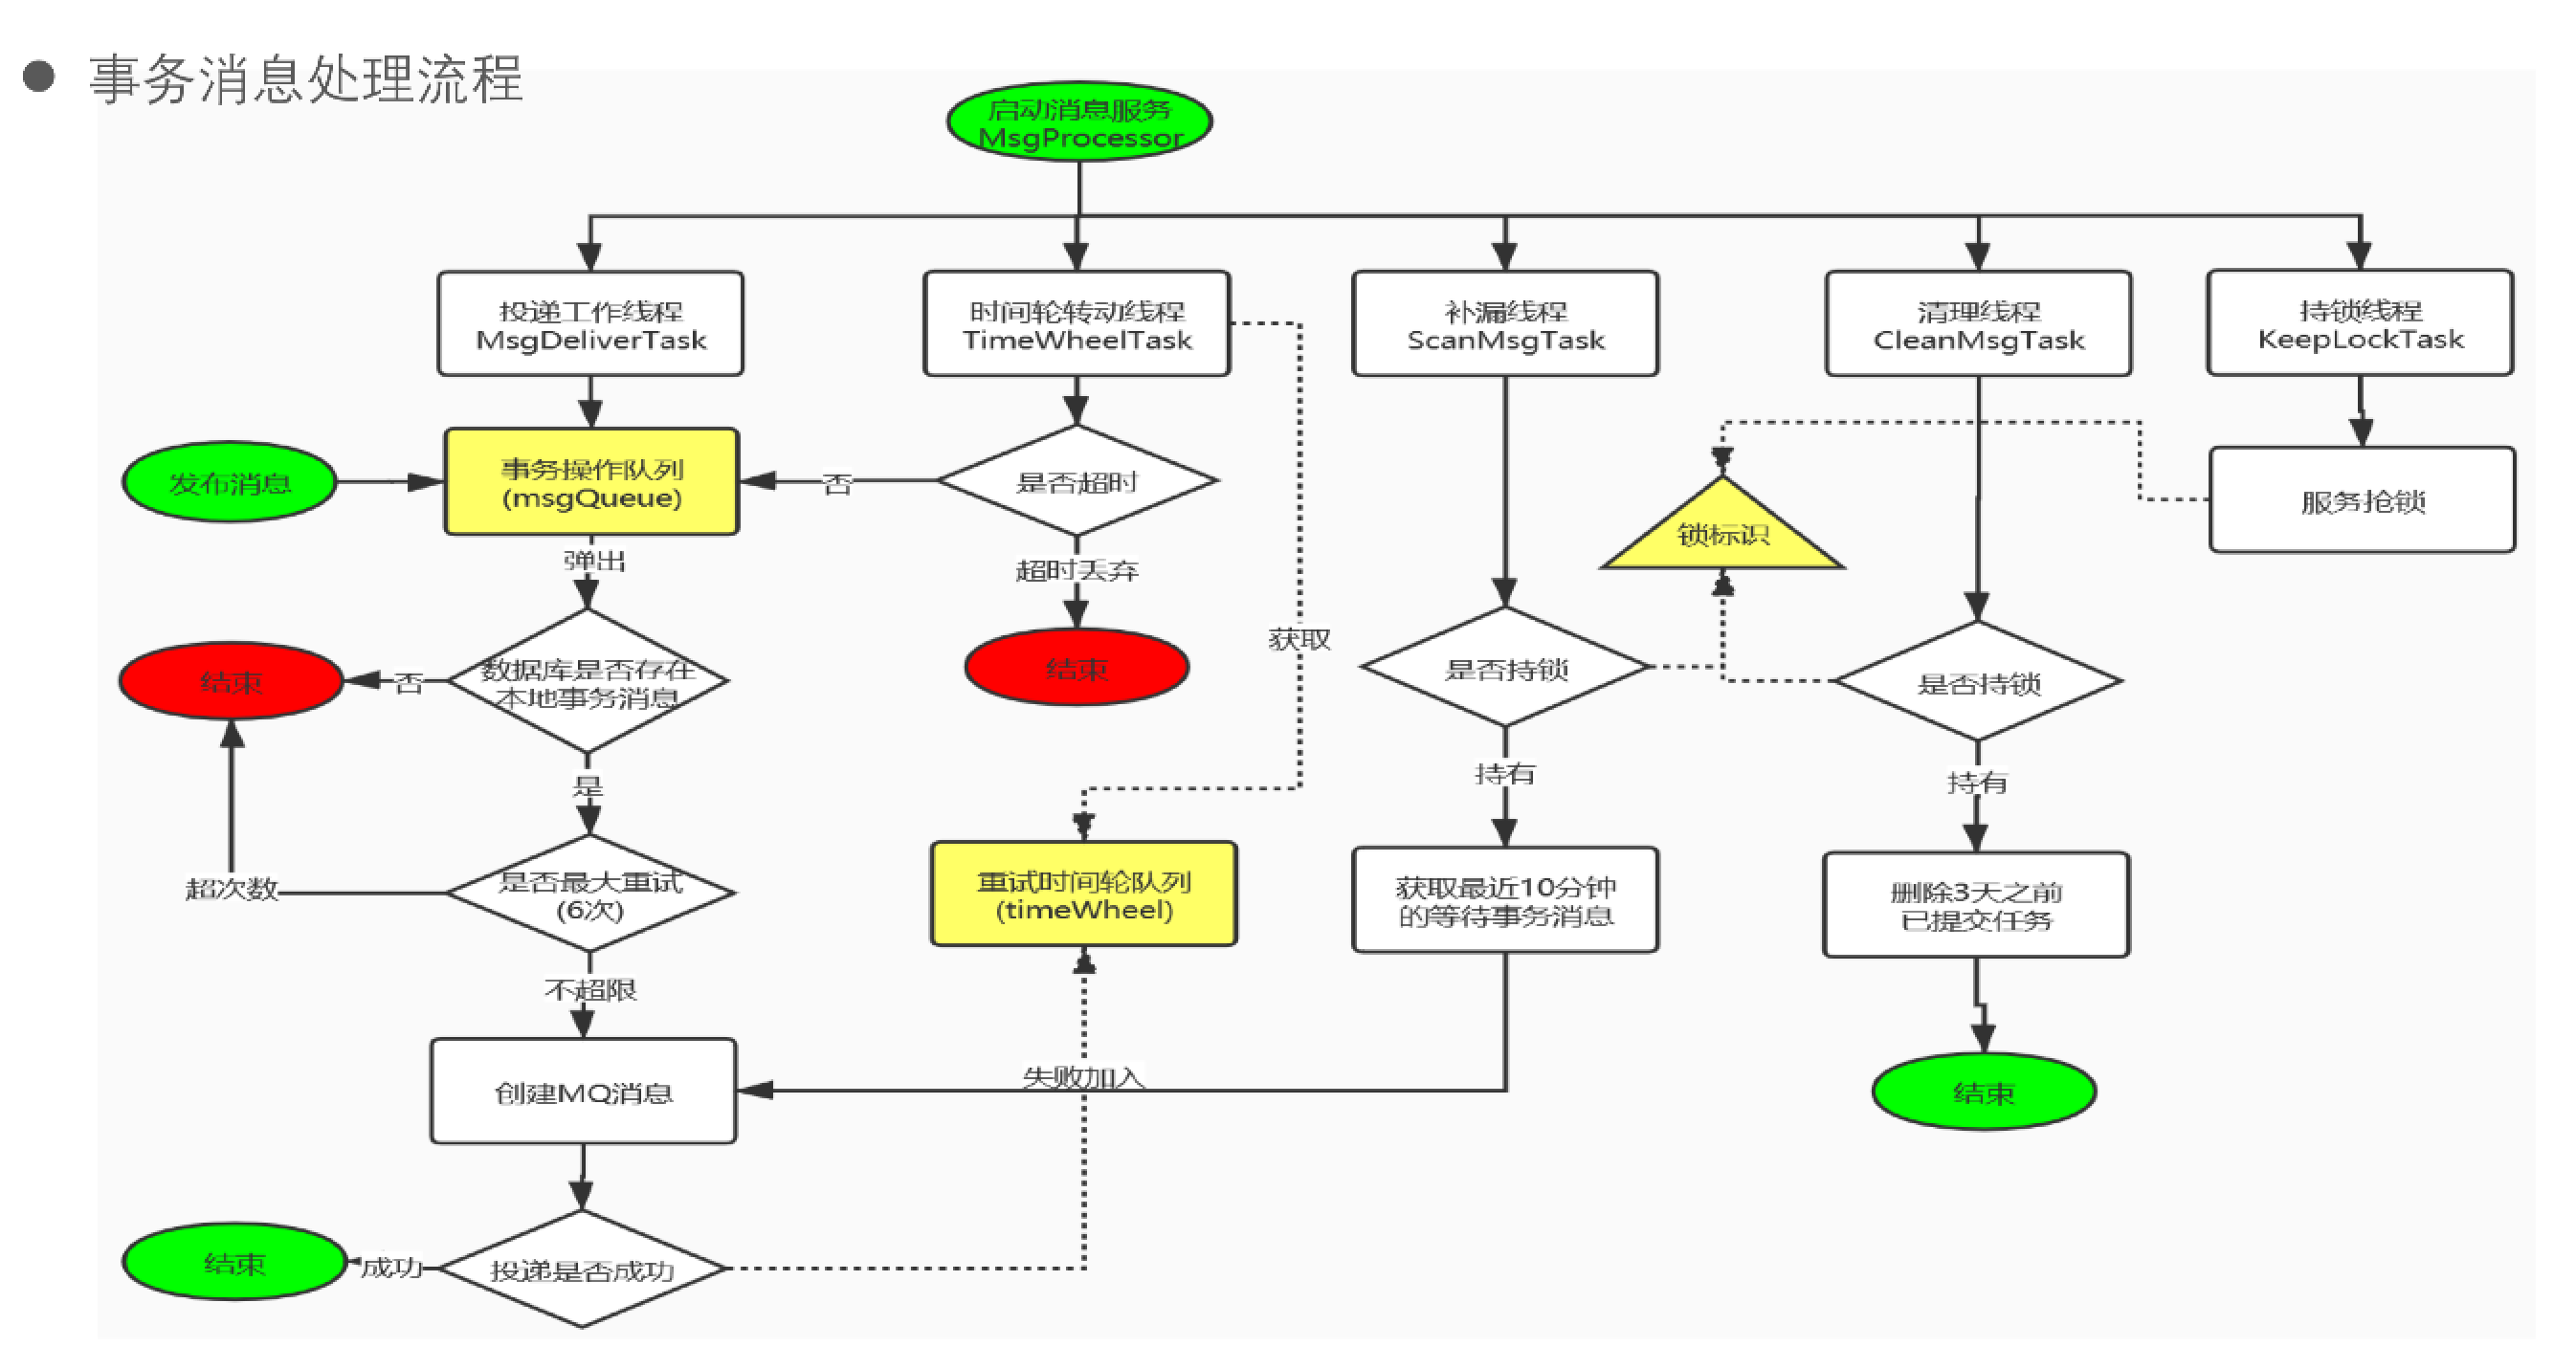 事务消息处理流程
启动消息服务
MsgProcessor
投递工作线程
MsgDeliverTask
时间轮转动线程
TimeWheelTask
补漏线程
ScanMsgTask
清理线程
CleanMsgTask
持锁线程
KeepLockTask
发布消息
事务操作队列
(msgQueue)
否
是否超时
锁标识
服务抢锁
弹出
超时丢弃
获取
结束
否
数据库是否存在
本地事务消息
结束
是否持锁
是否持锁
是
持有
持有
超次数
是否最大重试
(6次)
重试时间轮队列
(timeWheel)
获取最近10分钟
的等待事务消息
删除3天之前
已提交任务
不超限
创建MQ消息
失败加入
结束
结束
成功
投递是否成功